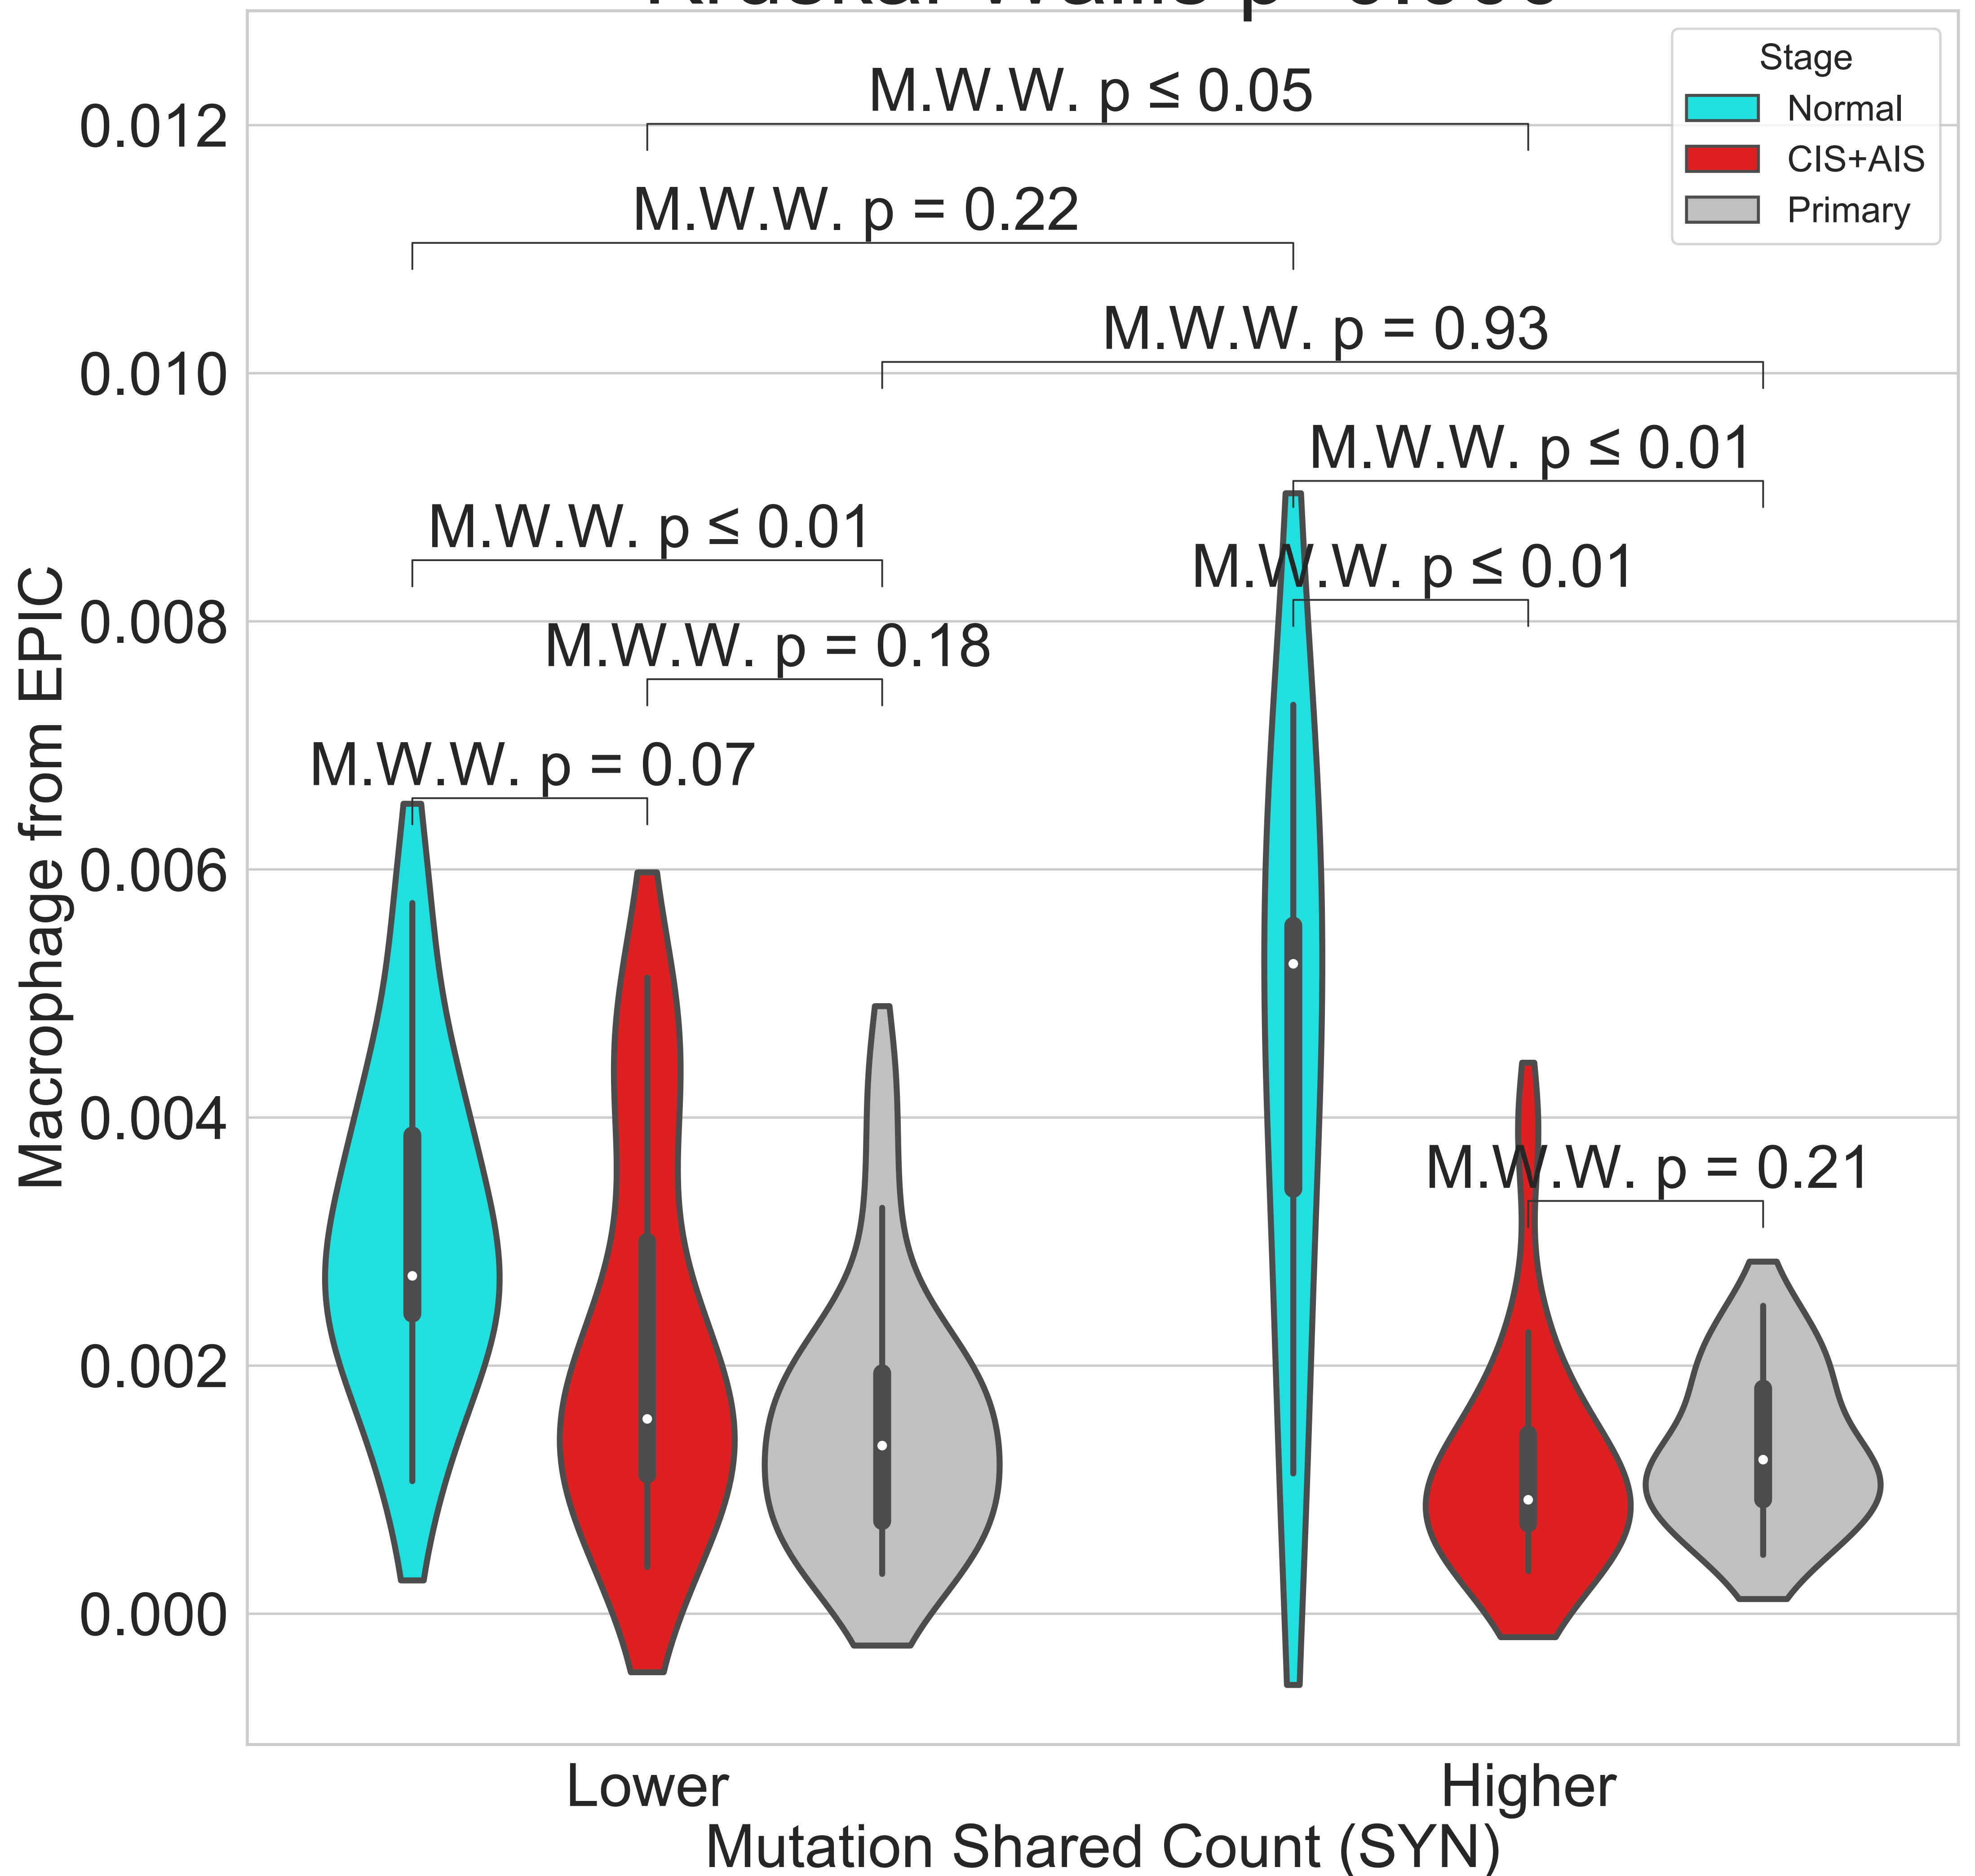 Stage
Normal
CIS+AIS
Primary
M.W.W. p ≤ 0.05
M.W.W. p = 0.22
M.W.W. p = 0.93
M.W.W. p ≤ 0.01
M.W.W. p ≤ 0.01
M.W.W. p ≤ 0.01
M.W.W. p = 0.18
M.W.W. p = 0.07
M.W.W. p = 0.21
0.012
0.010
0.008
0.006
0.004
0.002
0.000
Macrophage from EPIC
Lower
Higher
Mutation Shared Count (SYN)